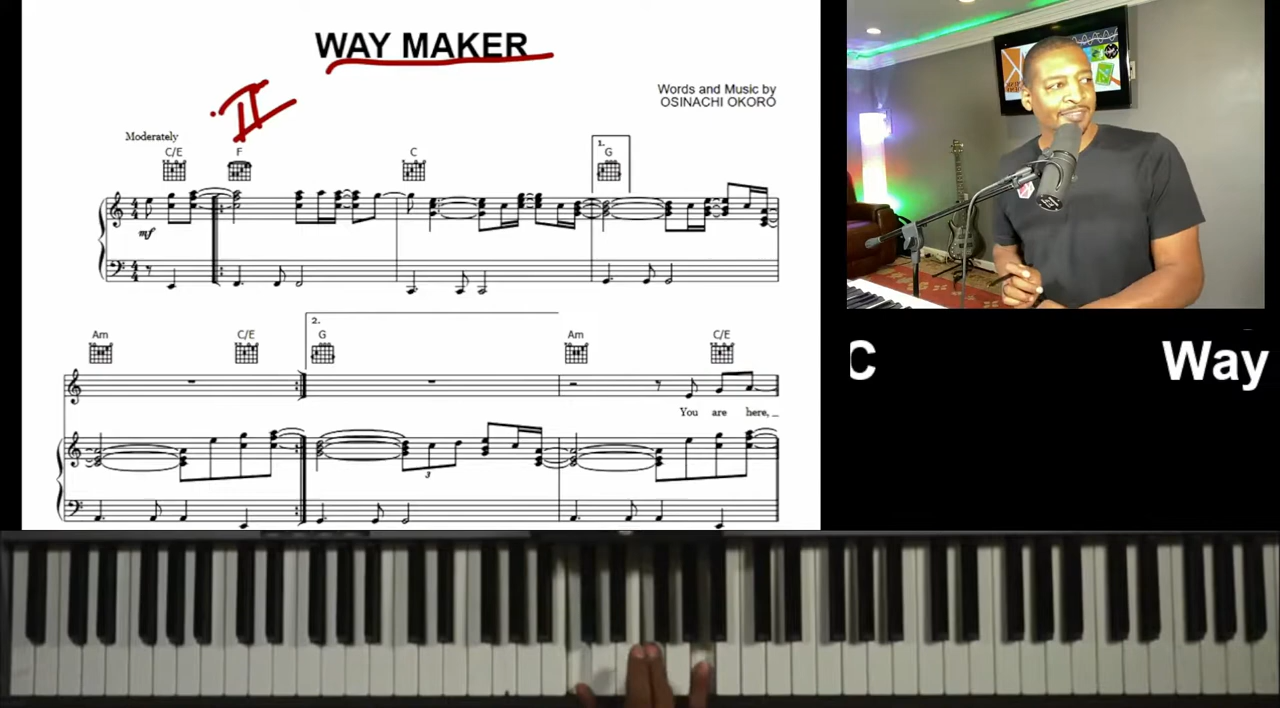 WAY MAKER
II
Words and Music by
OSINACHI OKORO
Moderately
C/E F C 1. G
mf
Am C/E 2. G Am C/E
You are here,_
3
C Way